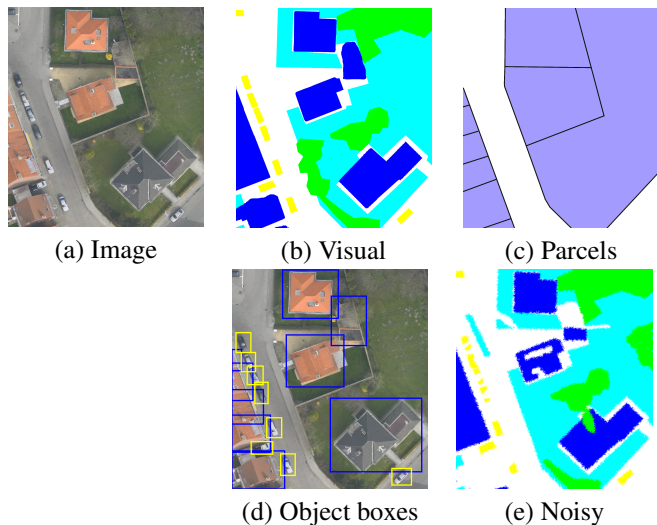 (a) Image
(b) Visual
(c) Parcels
(d) Object boxes
(e) Noisy